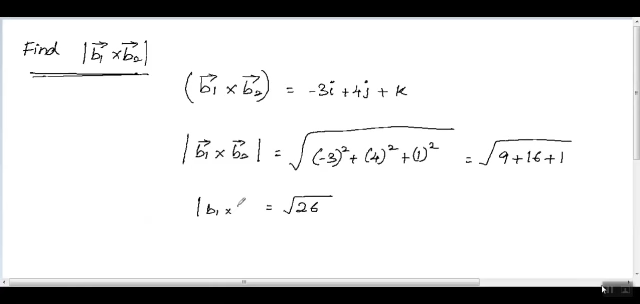 Find |b₁⃗ × b₂⃗|
(b₁⃗ × b₂⃗) = -3i + 4j + k
|b₁⃗ × b₂⃗| = √((-3)² + (4)² + (1)²) = √(9+16+1)
|b₁ × = √26